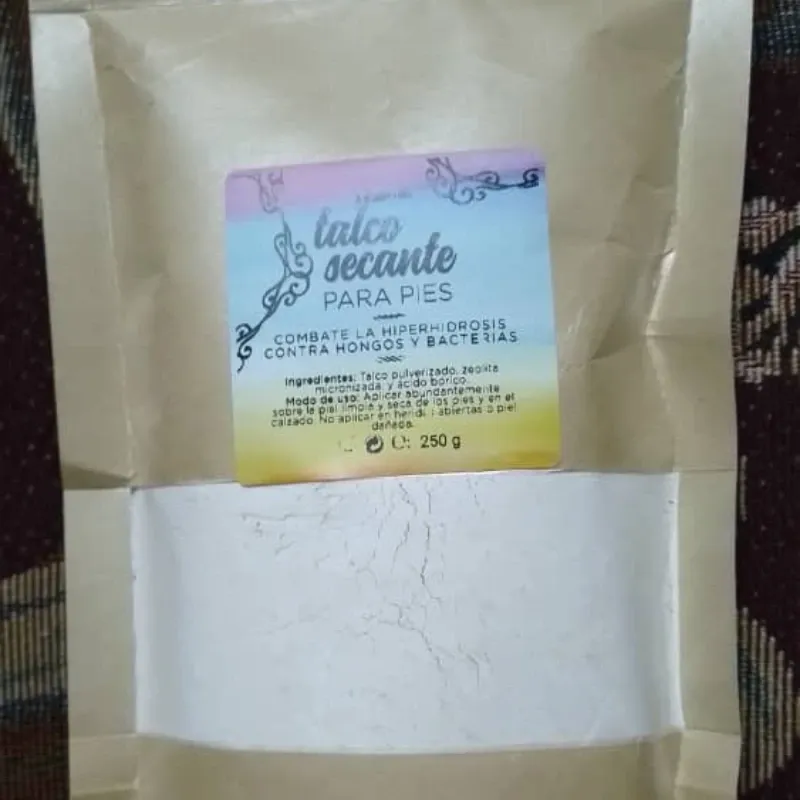 talco
secante
PARA PIES
COMBATE LA HIPERHIDROSIS
CONTRA HONGOS Y BACTERIAS
Ingredientes: Talco pulverizado, zeolita
micronizada, y ácido bórico.
Modo de uso: Aplicar abundantemente
sobre la piel limpia y seca de los pies y en el
calzado. No aplicar en abiertas o piel
dañada.
250 g